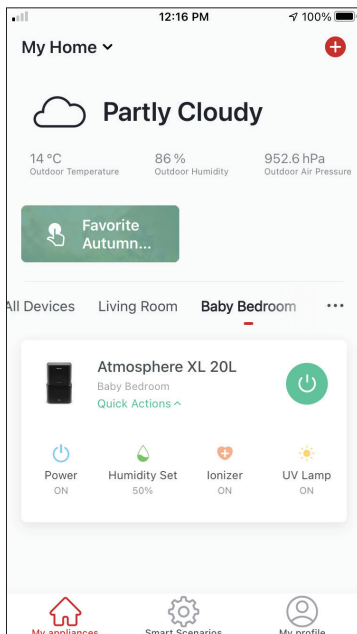 12:16 PM 100%
My Home
Partly Cloudy
14 °C 86 % 952.6 hPa
Outdoor Temperature Outdoor Humidity Outdoor Air Pressure
Favorite
Autumn...
All Devices Living Room Baby Bedroom ...
Atmosphere XL 20L
Baby Bedroom
Quick Actions
Power Humidity Set Ionizer UV Lamp
ON 50% ON ON
My appliances Smart Scenarios My profile